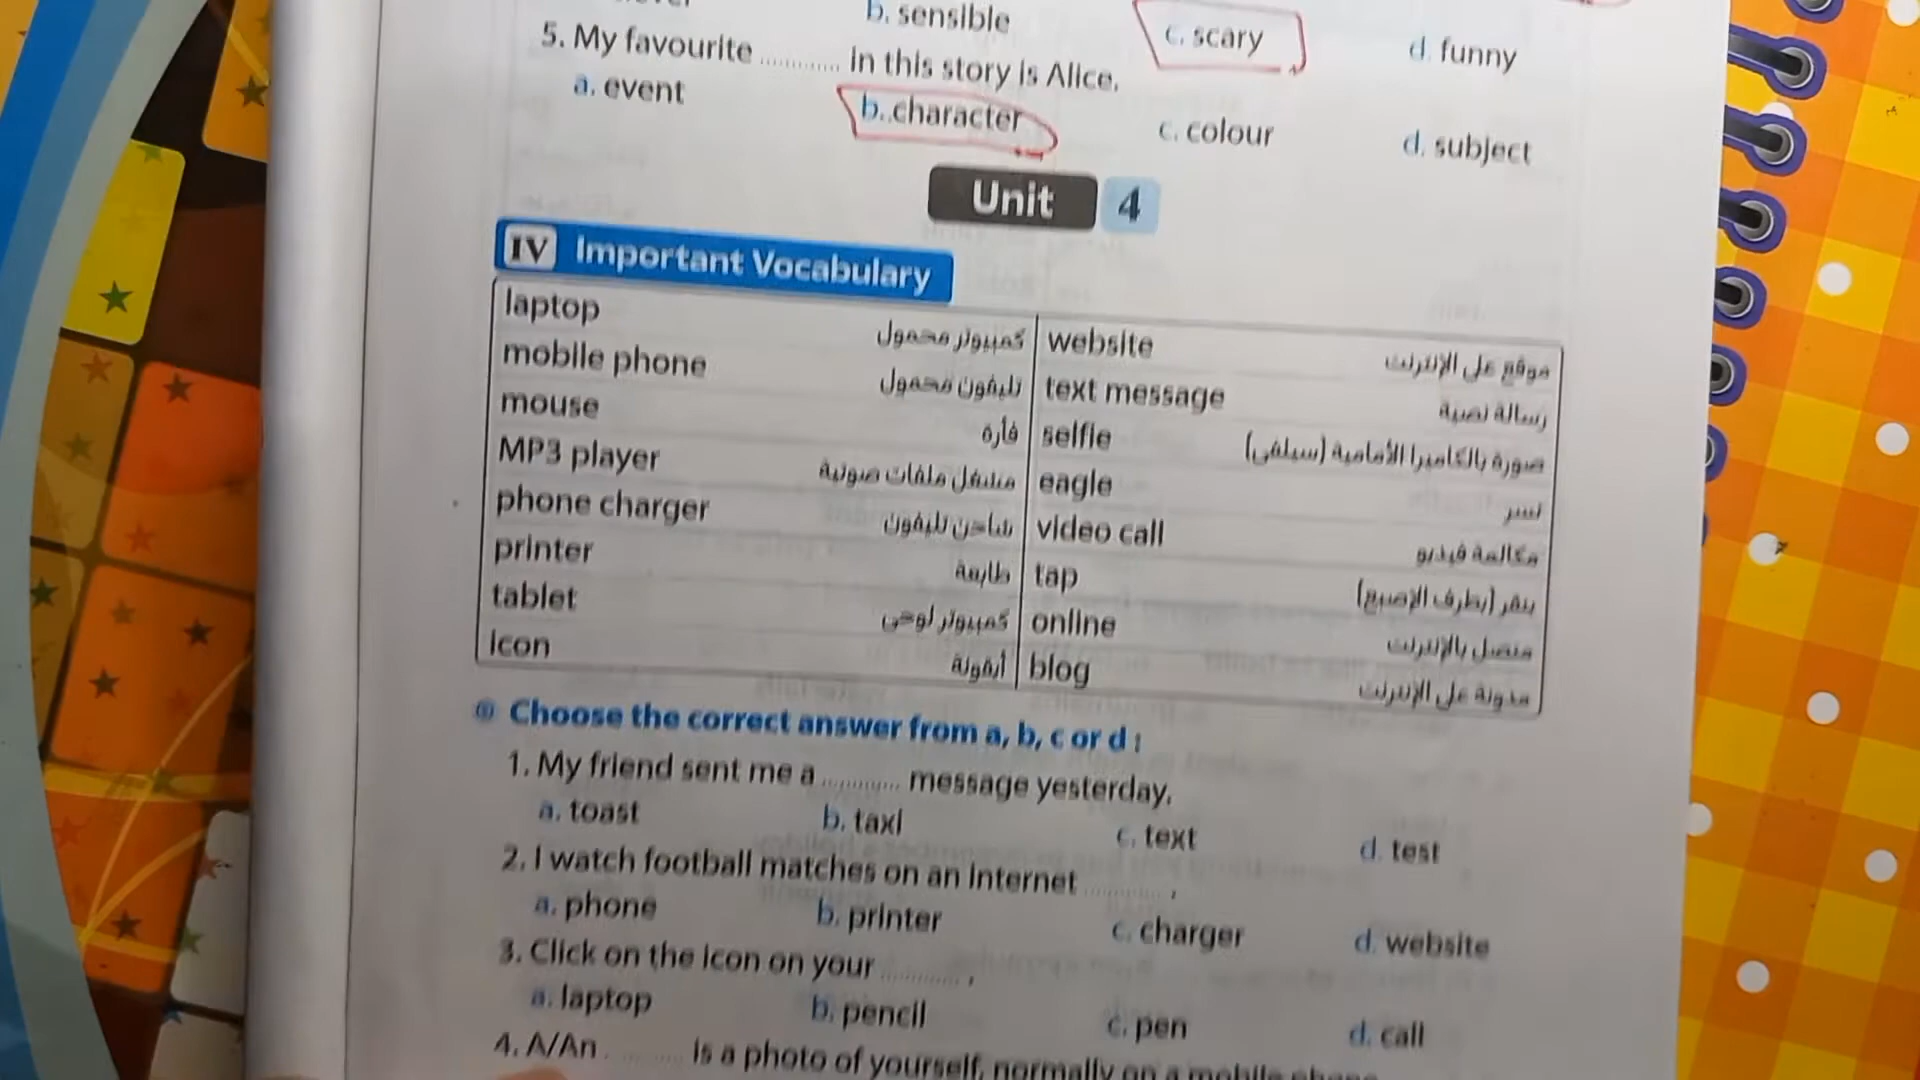 b. sensible c. scary d. funny
5. My favourite ............ in this story is Alice.
a. event b. character c. colour d. subject
Unit 4
IV Important Vocabulary
laptop كمبيوتر محمول website موقع على الإنترنت
mobile phone تليفون محمول text message رسالة نصية
mouse فأرة selfie صورة بالكاميرا الأمامية (سيلفى)
MP3 player مشغل ملفات صوتية eagle نسر
phone charger شاحن تليفون video call مكالمة فيديو
printer طابعة tap ينقر (بطرف الإصبع)
tablet كمبيوتر لوحى online متصل بالإنترنت
icon أيقونة blog مدونة على الإنترنت
Choose the correct answer from a, b, c or d :
1. My friend sent me a ............ message yesterday.
a. toast b. taxi c. text d. test
2. I watch football matches on an internet ............ .
a. phone b. printer c. charger d. website
3. Click on the icon on your ............ .
a. laptop b. pencil c. pen d. call
4. A/An ............ is a photo of yourself, normally on a mobile phone